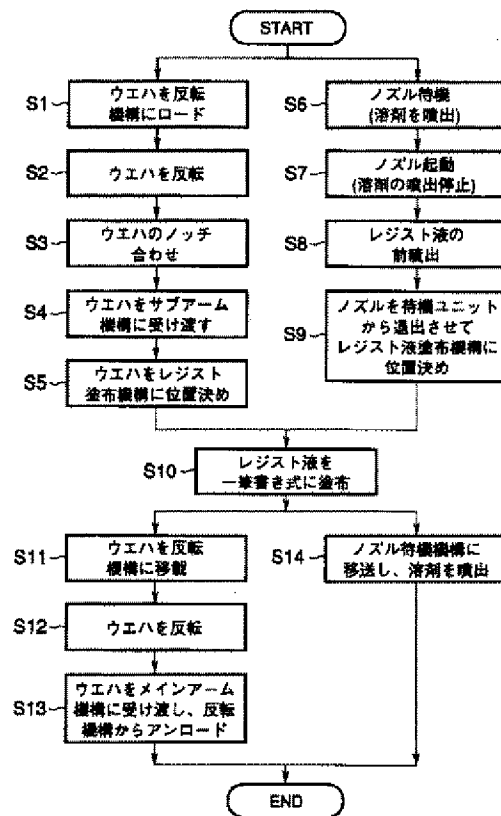 START
S1
ウエハを反転
機構にロード
S2
ウエハを反転
S3
ウエハのノッチ
合わせ
S4
ウエハをサブアーム
機構に受け渡す
S5
ウエハをレジスト
塗布機構に位置決め
S6
ノズル待機
(溶剤を噴出)
S7
ノズル起動
(溶剤の噴出停止)
S8
レジスト液の
前噴出
S9
ノズルを待機ユニット
から退出させて
レジスト液塗布機構に
位置決め
S10
レジスト液を
一筆書き式に塗布
S11
ウエハを反転
機構に移載
S12
ウエハを反転
S13
ウエハをメインアーム
機構に受け渡し、反転
機構からアンロード
S14
ノズル待機機構に
移送し、溶剤を噴出
END